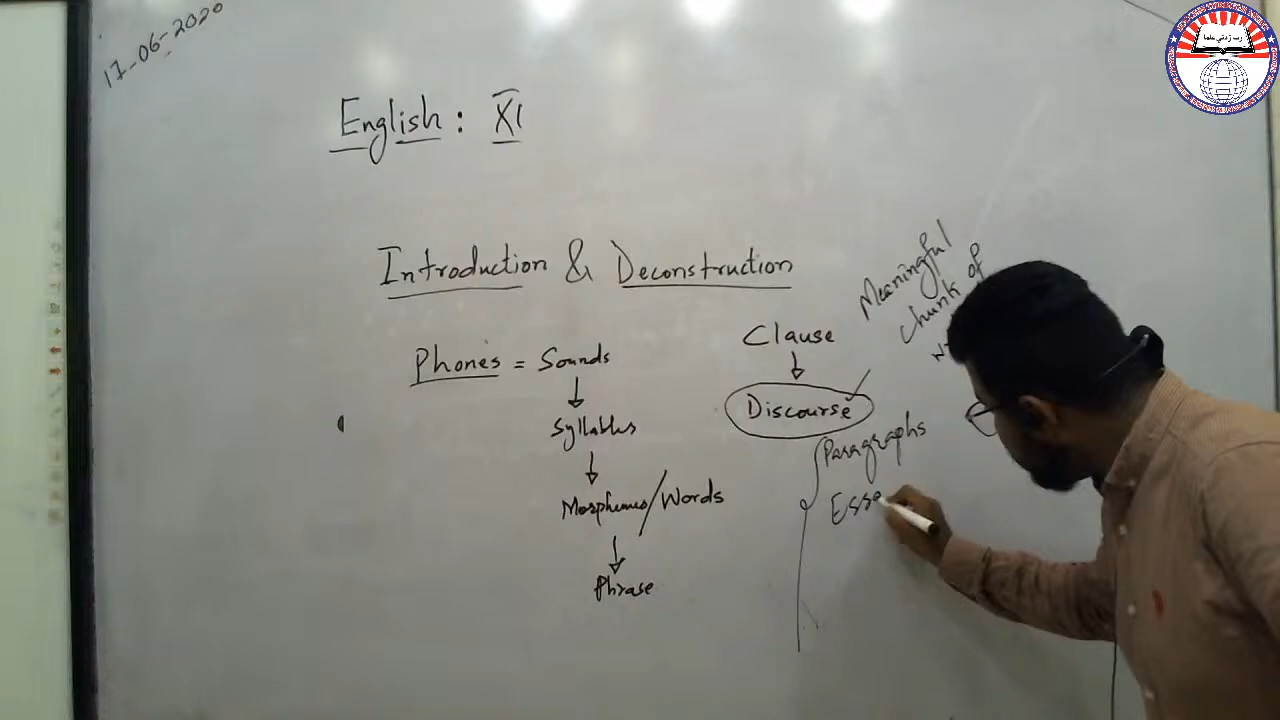 17-06-2020
English: XI
Introduction & Deconstruction
Meaningful
chunk of
Phones = Sounds
Syllables
Morphemes/Words
Phrase
Clause
Discourse
Paragraphs
Essa